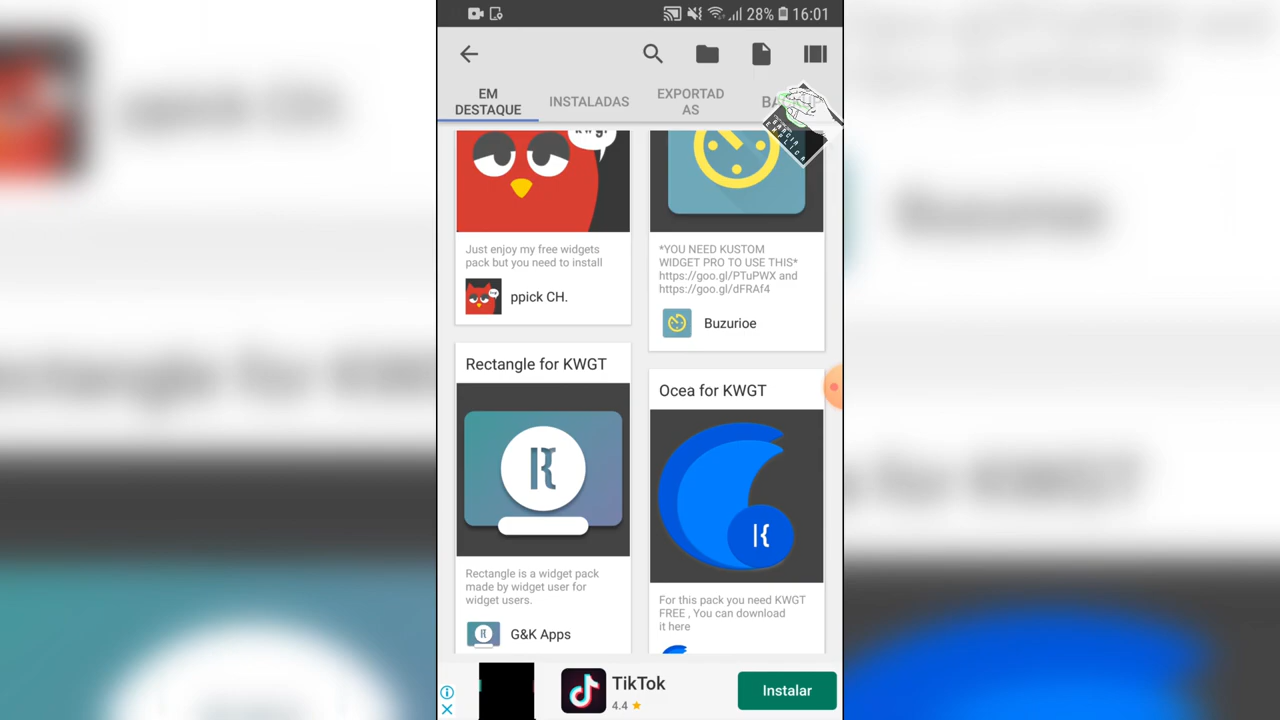 28% 16:01
EM
DESTAQUE
INSTALADAS
EXPORTAD
AS
GARCIA
EXPLICA
KWGT
Just enjoy my free widgets
pack but you need to install
ppick CH.
*YOU NEED KUSTOM
WIDGET PRO TO USE THIS*
https://goo.gl/PTuPWX and
https://goo.gl/dFRAf4
Buzurioe
Rectangle for KWGT
Rectangle is a widget pack
made by widget user for
widget users.
G&K Apps
Ocea for KWGT
For this pack you need KWGT
FREE , You can download
it here
TikTok
4.4
Instalar